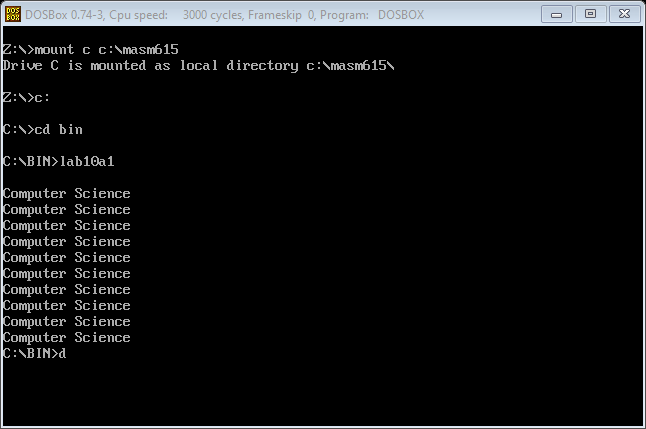 DOS
BOX
DOSBox 0.74-3, Cpu speed:    3000 cycles, Frameskip  0, Program:   DOSBOX
Z:\>mount c c:\masm615
Drive C is mounted as local directory c:\masm615\
Z:\>c:
C:\>cd bin
C:\BIN>lab10a1
Computer Science
Computer Science
Computer Science
Computer Science
Computer Science
Computer Science
Computer Science
Computer Science
Computer Science
Computer Science
C:\BIN>d